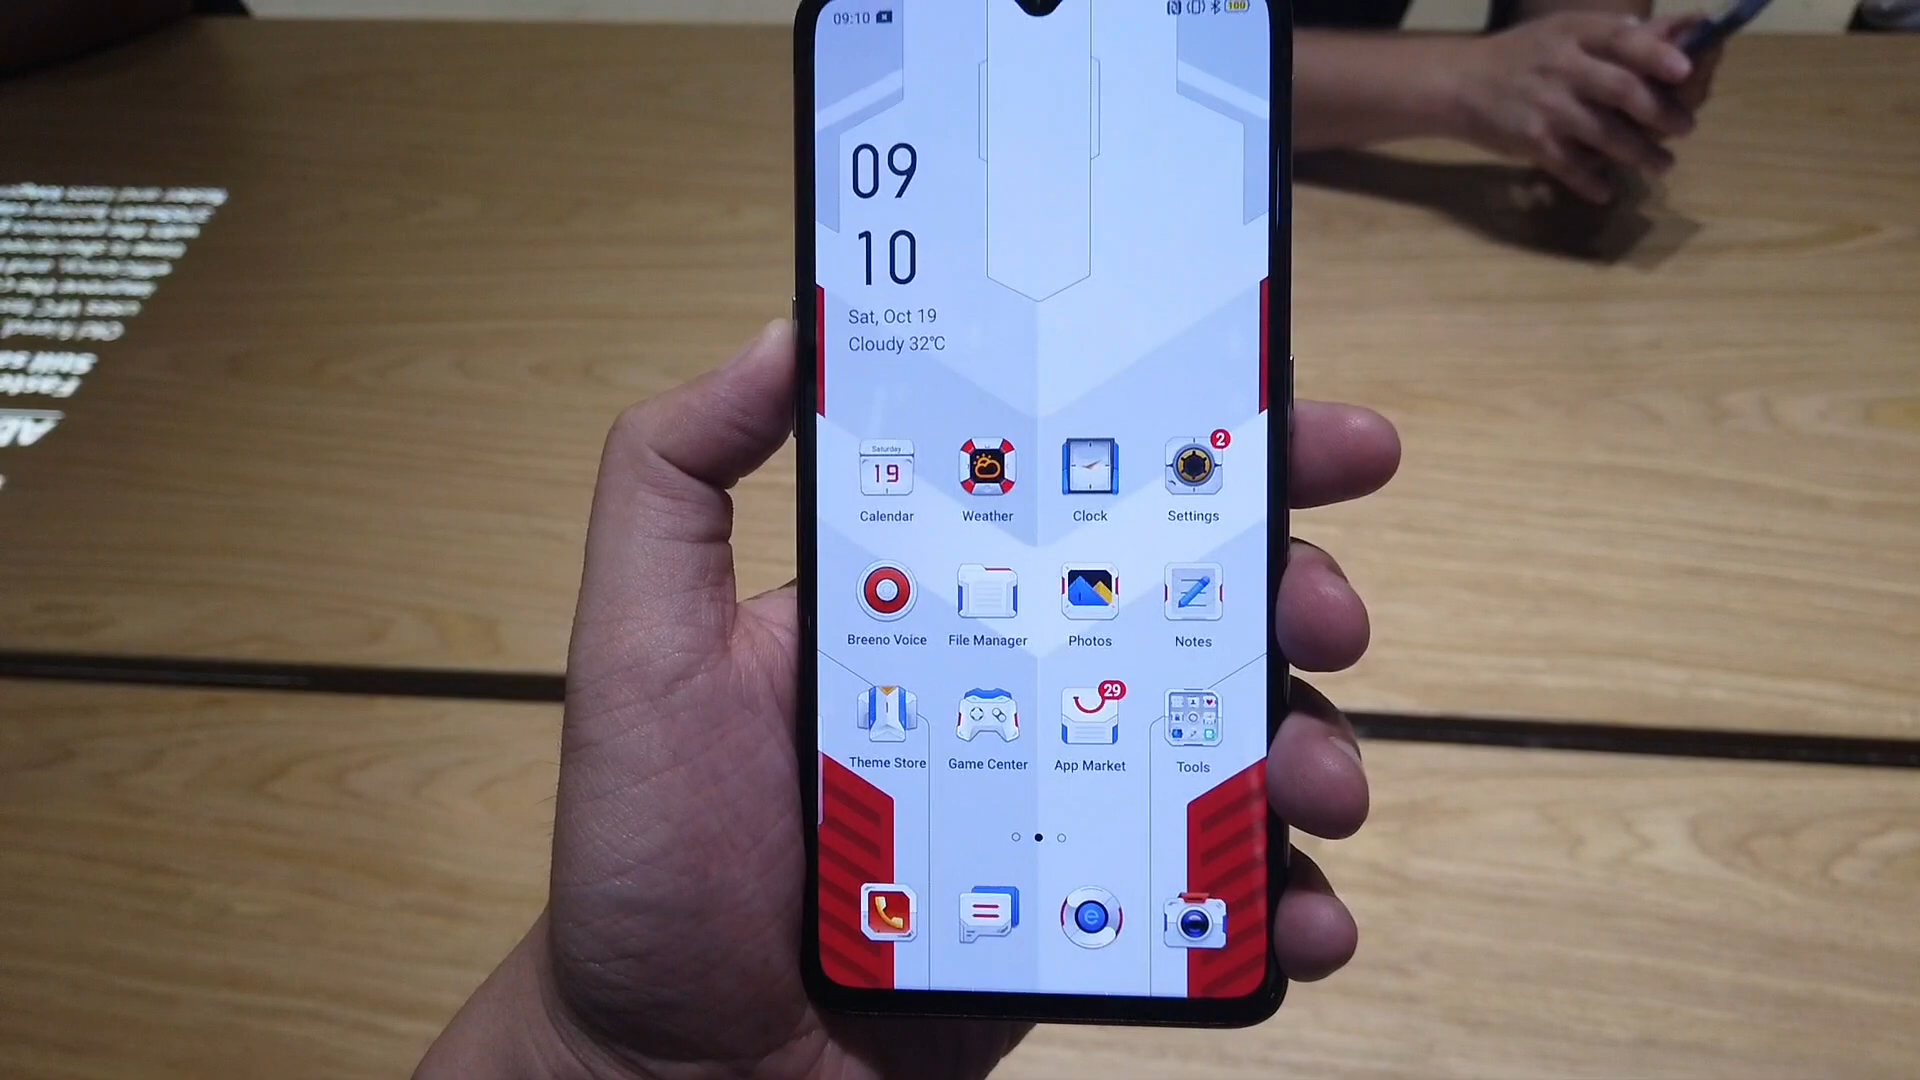 09:10
100
09
10
Sat, Oct 19
Cloudy 32℃
Saturday
19
2
Calendar
Weather
Clock
Settings
Breeno Voice
File Manager
Photos
Notes
29
Theme Store
Game Center
App Market
Tools
e